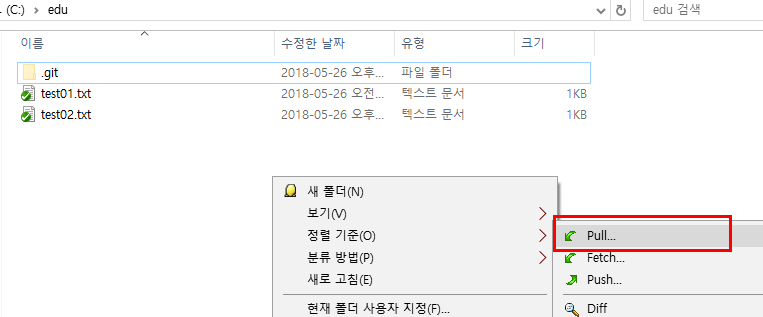 (C:) > edu
edu 검색
이름 수정한 날짜 유형 크기
.git 2018-05-26 오후... 파일 폴더
test01.txt 2018-05-26 오전... 텍스트 문서 1KB
test02.txt 2018-05-26 오후... 텍스트 문서 1KB
새 폴더(N)
보기(V)
정렬 기준(O)
분류 방법(P)
새로 고침(E)
현재 폴더 사용자 지정(F)...
Pull...
Fetch...
Push...
Diff